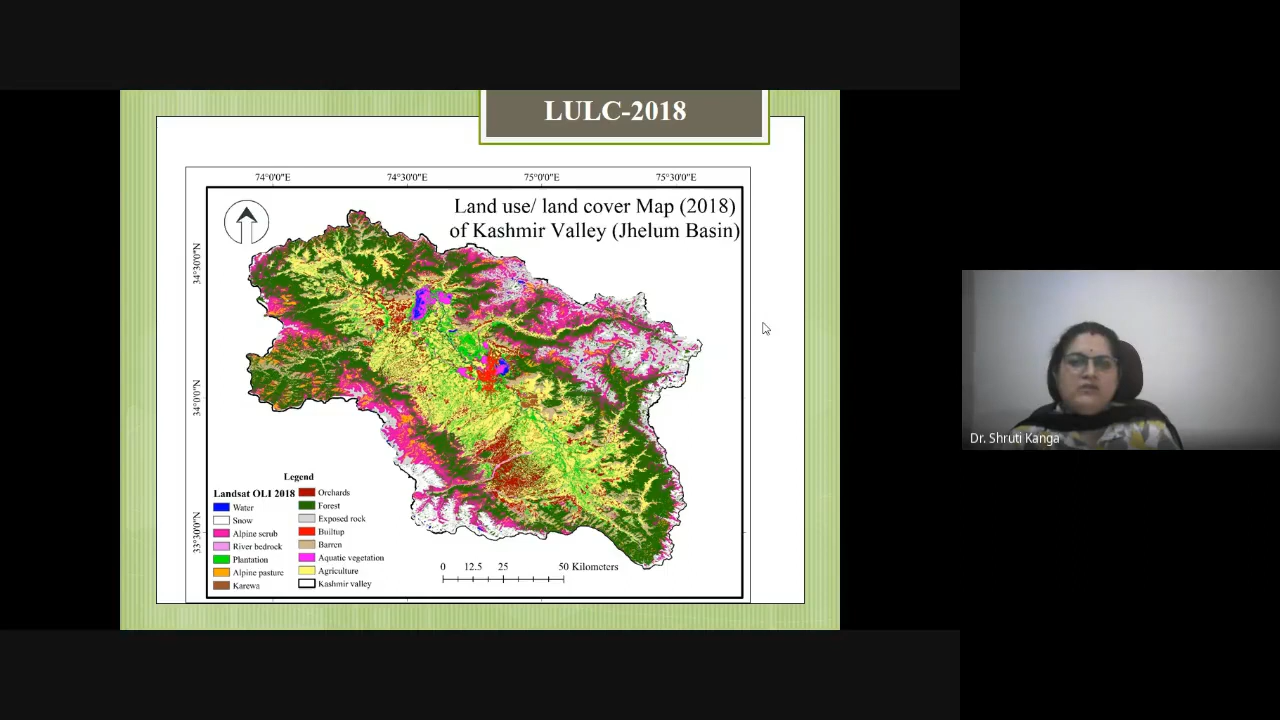 LULC-2018
74°0'0"E 74°30'0"E 75°0'0"E 75°30'0"E
Land use/ land cover Map (2018)
of Kashmir Valley (Jhelum Basin)
34°30'0"N
34°0'0"N
33°30'0"N
Legend
Landsat OLI 2018
Water
Snow
Alpine scrub
River bedrock
Plantation
Alpine pasture
Karewa
Orchards
Forest
Exposed rock
Builtup
Barren
Aquatic vegetation
Agriculture
Kashmir valley
0 12.5 25 50 Kilometers
Dr. Shruti Kanga